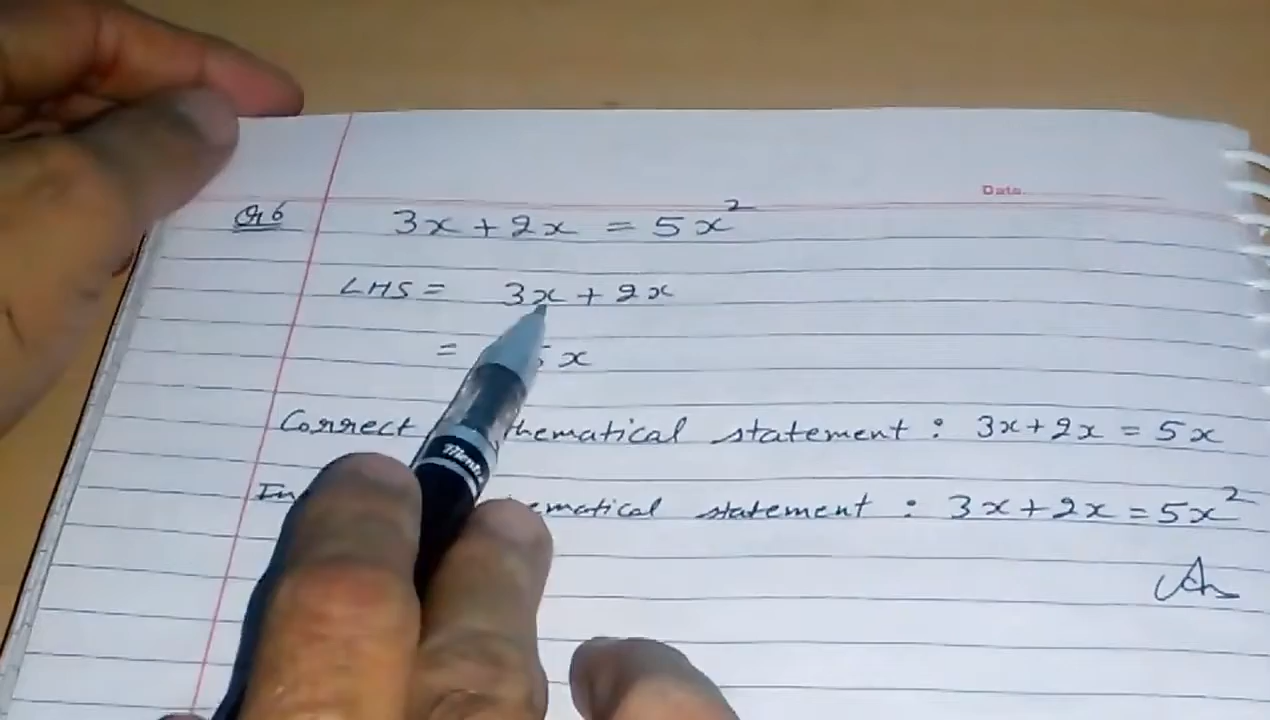 Date
Q6 3x + 2x = 5x²
LHS = 3x + 2x
= 5x
Correct thematical statement : 3x + 2x = 5x
In ematical statement : 3x + 2x = 5x²